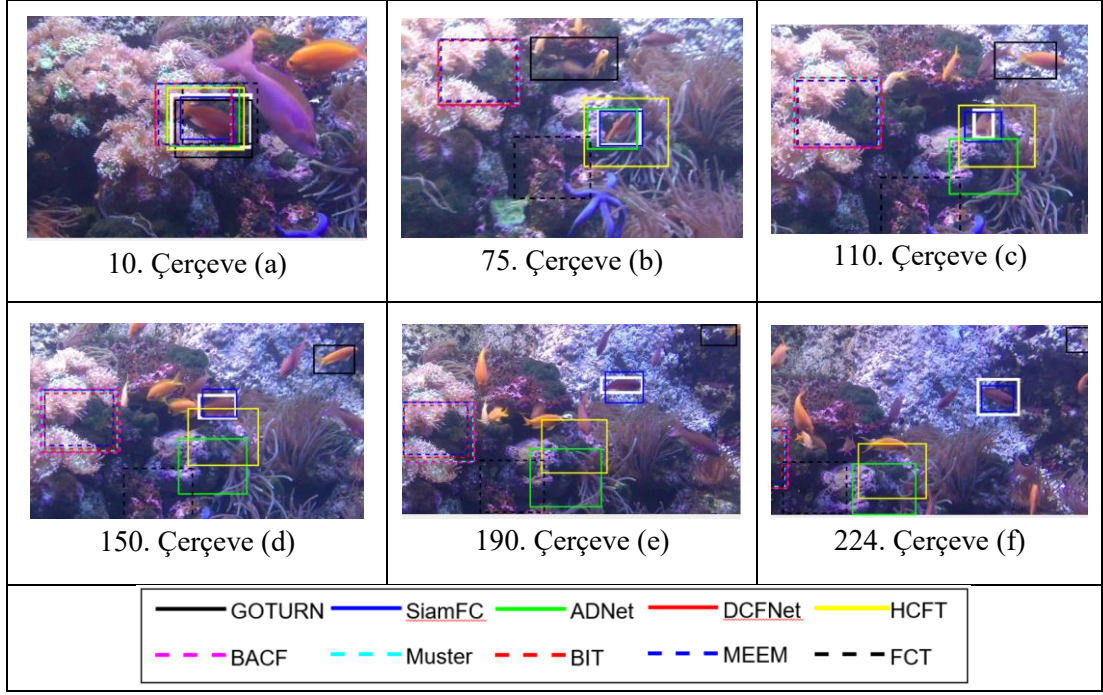 10. Çerçeve (a)
75. Çerçeve (b)
110. Çerçeve (c)
150. Çerçeve (d)
190. Çerçeve (e)
224. Çerçeve (f)
GOTURN SiamFC ADNet DCFNet HCFT
BACF Muster BIT MEEM FCT